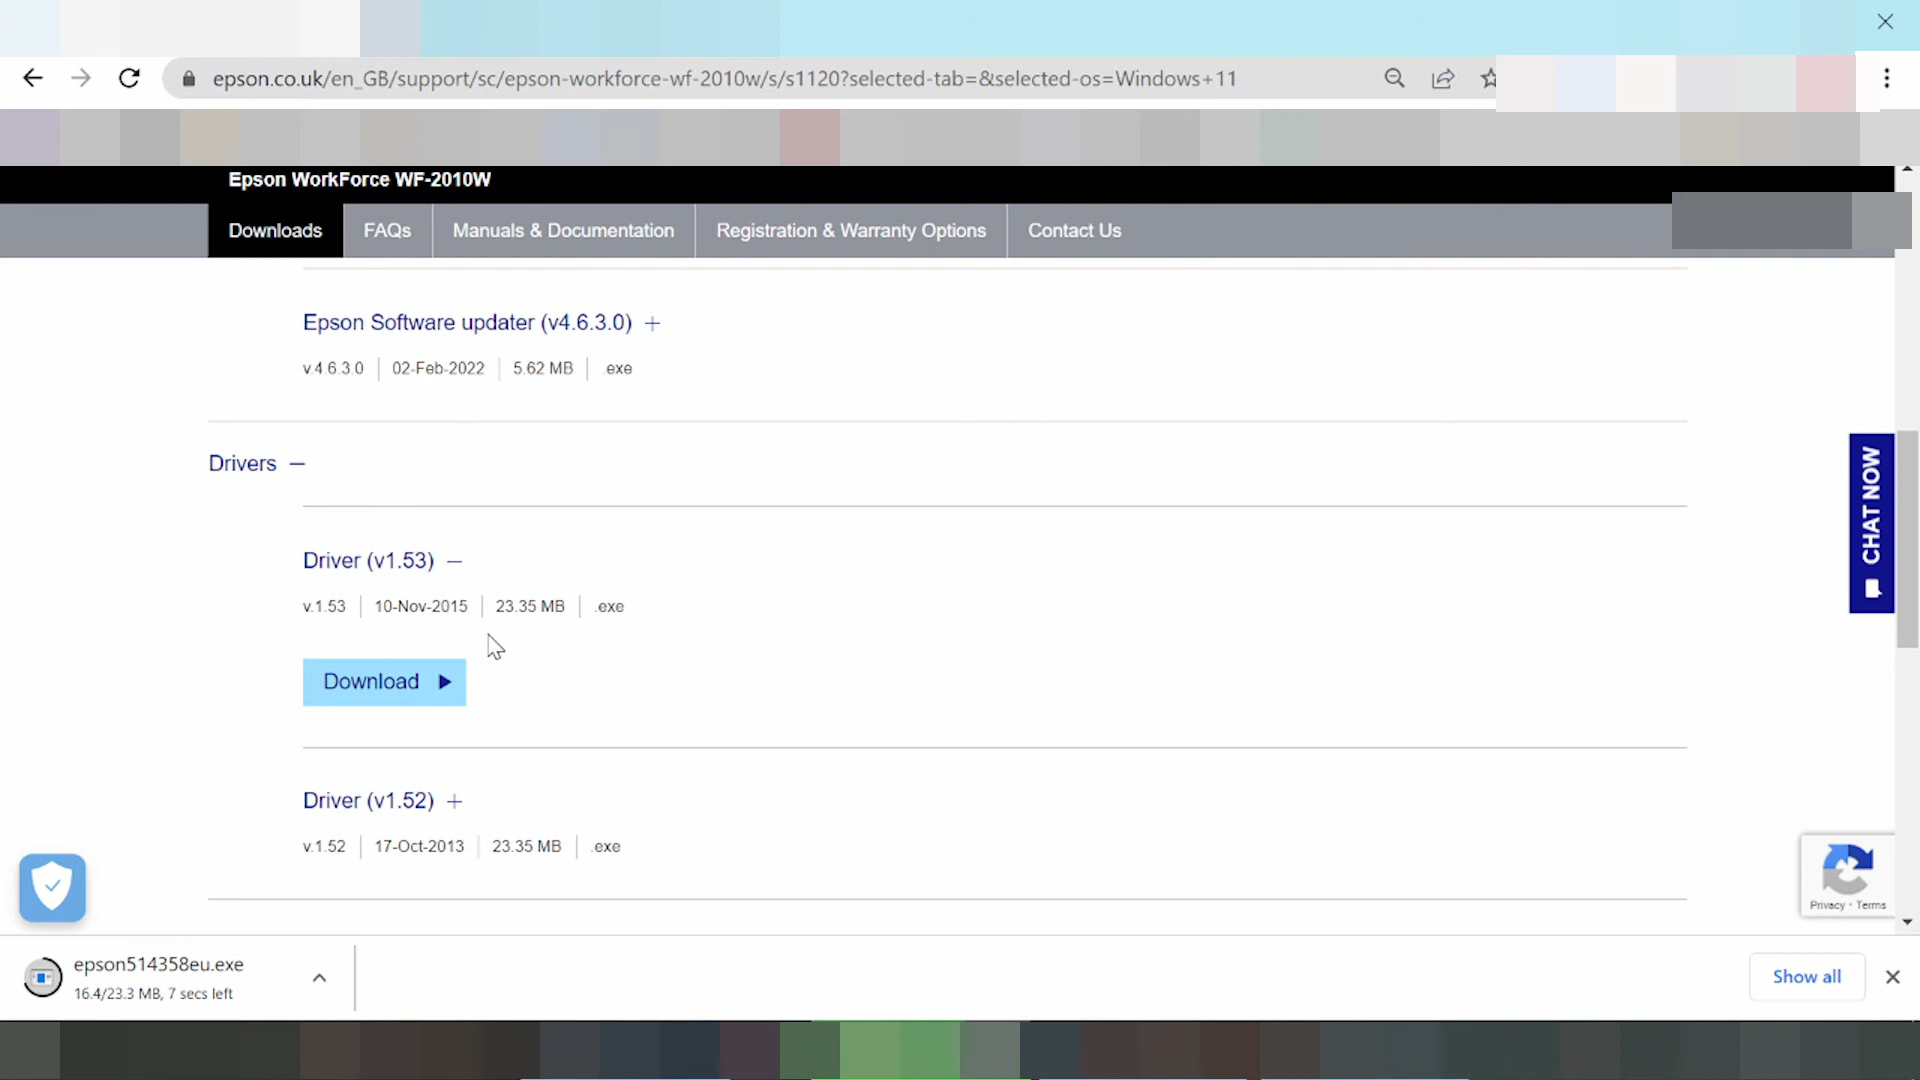 epson.co.uk/en_GB/support/sc/epson-workforce-wf-2010w/s/s1120?selected-tab=&selected-os=Windows+11
Epson WorkForce WF-2010W
Downloads FAQs Manuals & Documentation Registration & Warranty Options Contact Us
Epson Software updater (v4.6.3.0) +
v.4.6.3.0 02-Feb-2022 5.62 MB .exe
Drivers −
Driver (v1.53) −
v.1.53 10-Nov-2015 23.35 MB .exe
Download
Driver (v1.52) +
v.1.52 17-Oct-2013 23.35 MB .exe
CHAT NOW
Privacy - Terms
epson514358eu.exe
16.4/23.3 MB, 7 secs left
Show all